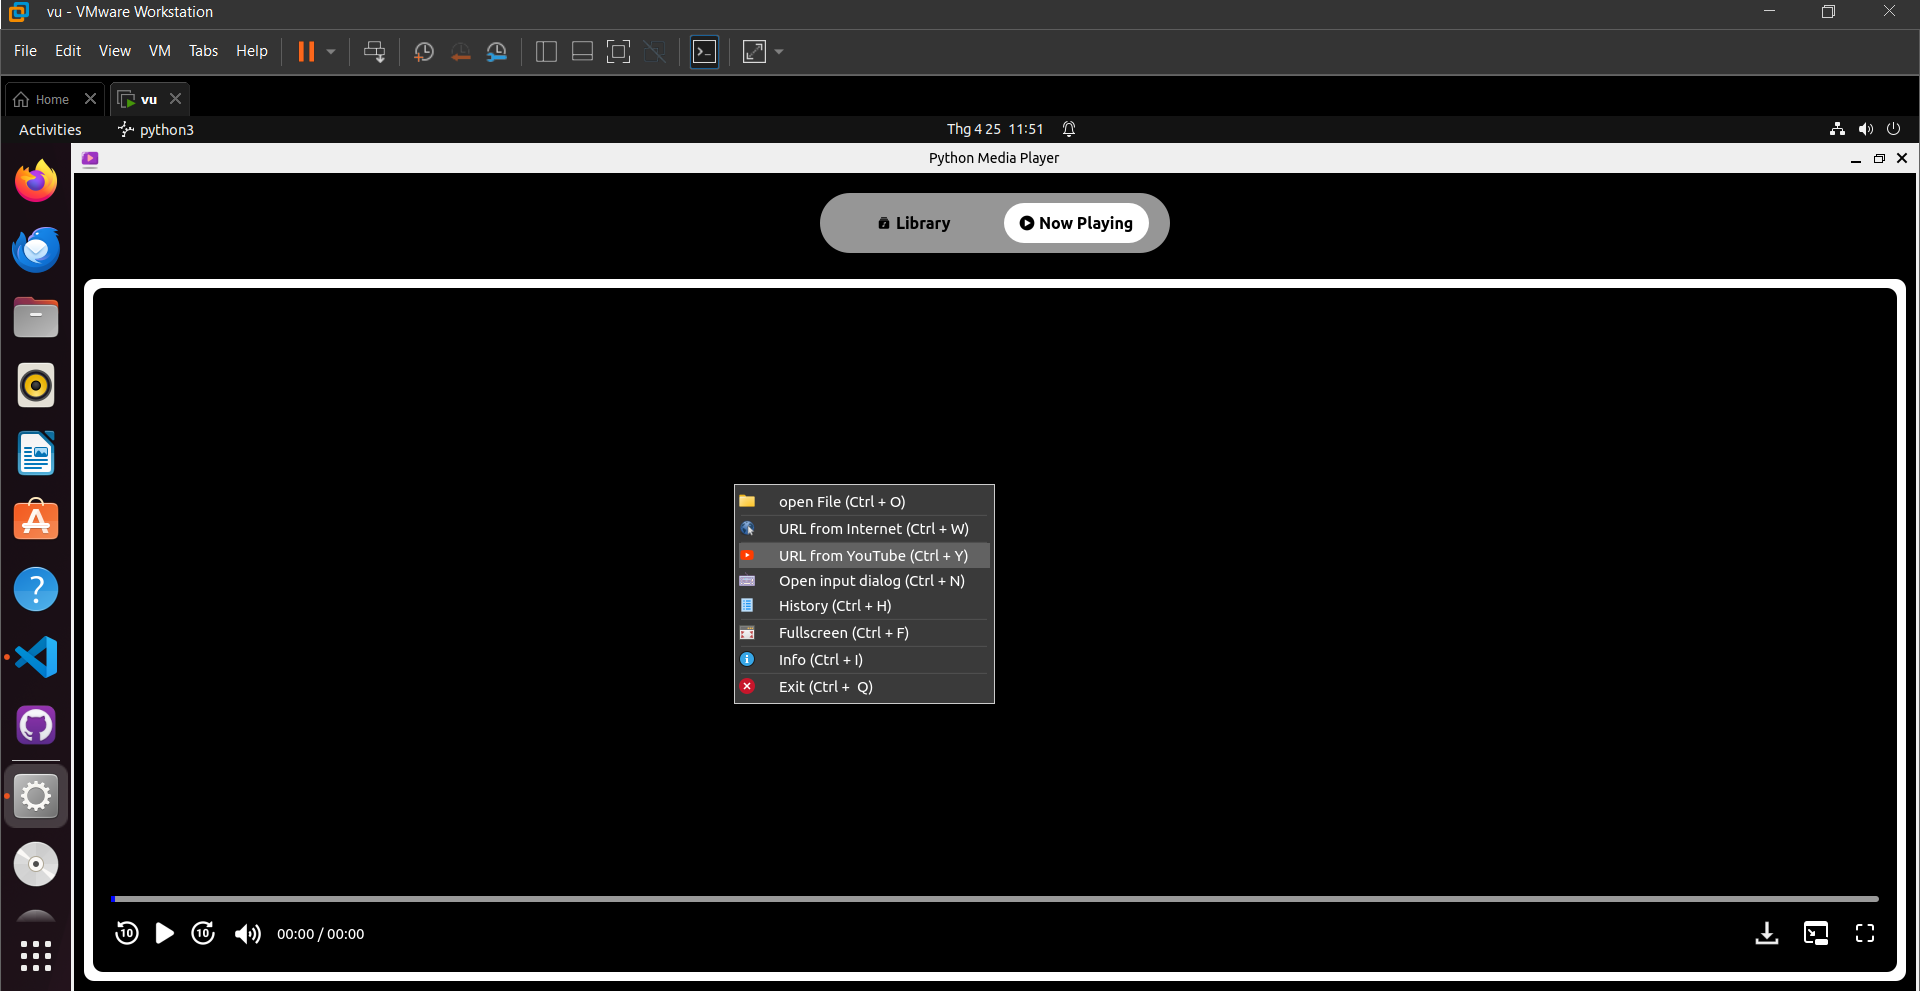 vu - VMware Workstation
File Edit View VM Tabs Help
Home vu
Activities python3 Thg 4 25 11:51
Python Media Player
Library Now Playing
open File (Ctrl + O)
URL from Internet (Ctrl + W)
URL from YouTube (Ctrl + Y)
Open input dialog (Ctrl + N)
History (Ctrl + H)
Fullscreen (Ctrl + F)
Info (Ctrl + I)
Exit (Ctrl +  Q)
10 10 00:00 / 00:00